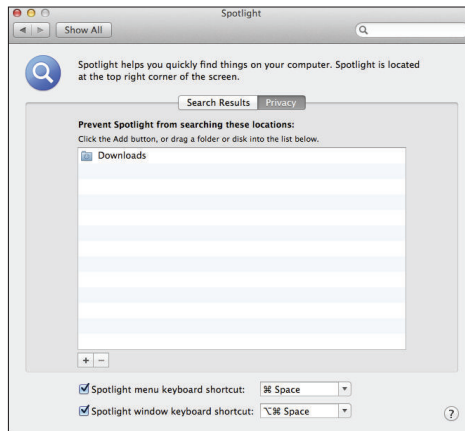 Spotlight
Show All
Spotlight helps you quickly find things on your computer. Spotlight is located
at the top right corner of the screen.
Search Results Privacy
Prevent Spotlight from searching these locations:
Click the Add button, or drag a folder or disk into the list below.
Downloads
+ −
Spotlight menu keyboard shortcut: ⌘ Space
Spotlight window keyboard shortcut: ⌥⌘ Space
?